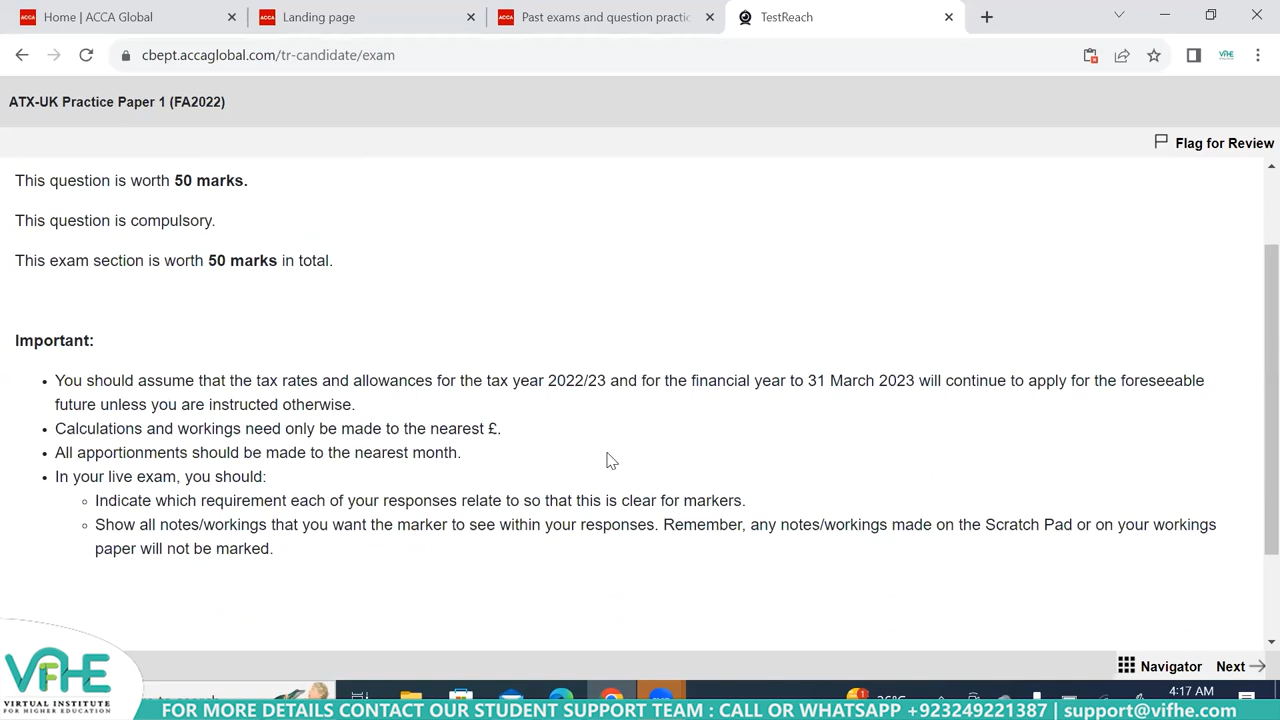 ACCA Home | ACCA Global
ACCA Landing page
ACCA Past exams and question practic
TestReach
cbept.accaglobal.com/tr-candidate/exam
ATX-UK Practice Paper 1 (FA2022)
Flag for Review
This question is worth 50 marks.
This question is compulsory.
This exam section is worth 50 marks in total.
Important:
• You should assume that the tax rates and allowances for the tax year 2022/23 and for the financial year to 31 March 2023 will continue to apply for the foreseeable
future unless you are instructed otherwise.
• Calculations and workings need only be made to the nearest £.
• All apportionments should be made to the nearest month.
• In your live exam, you should:
◦ Indicate which requirement each of your responses relate to so that this is clear for markers.
◦ Show all notes/workings that you want the marker to see within your responses. Remember, any notes/workings made on the Scratch Pad or on your workings
paper will not be marked.
Navigator Next
4:17 AM
VFHE
VIRTUAL INSTITUTE
FOR HIGHER EDUCATION
FOR MORE DETAILS CONTACT OUR STUDENT SUPPORT TEAM : CALL OR WHATSAPP +923249221387 | support@vifhe.com